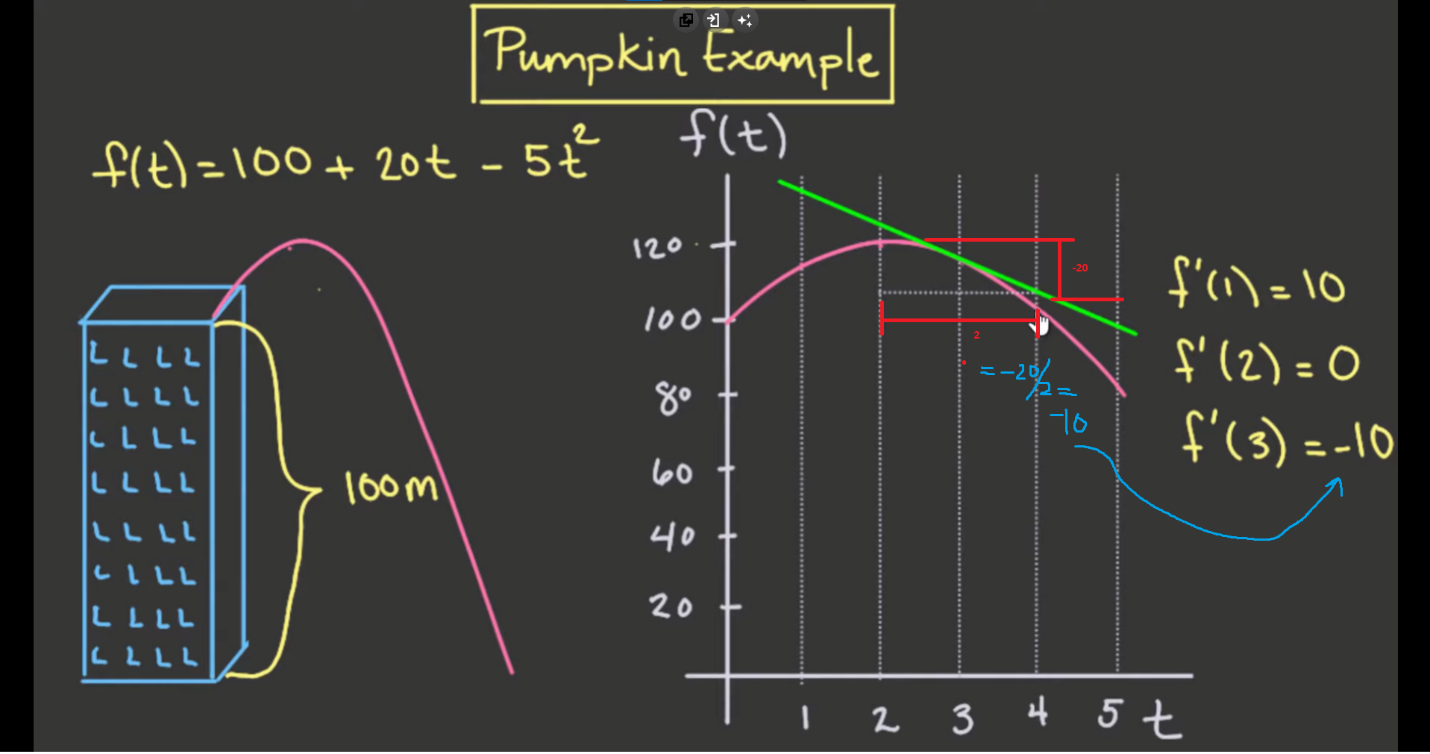 Pumpkin Example
f(t) = 100 + 20t - 5t²
100m
f(t)
120
100
80
60
40
20
1 2 3 4 5 t
-20
2
= -20/2 =
-10
f'(1) = 10
f'(2) = 0
f'(3) = -10